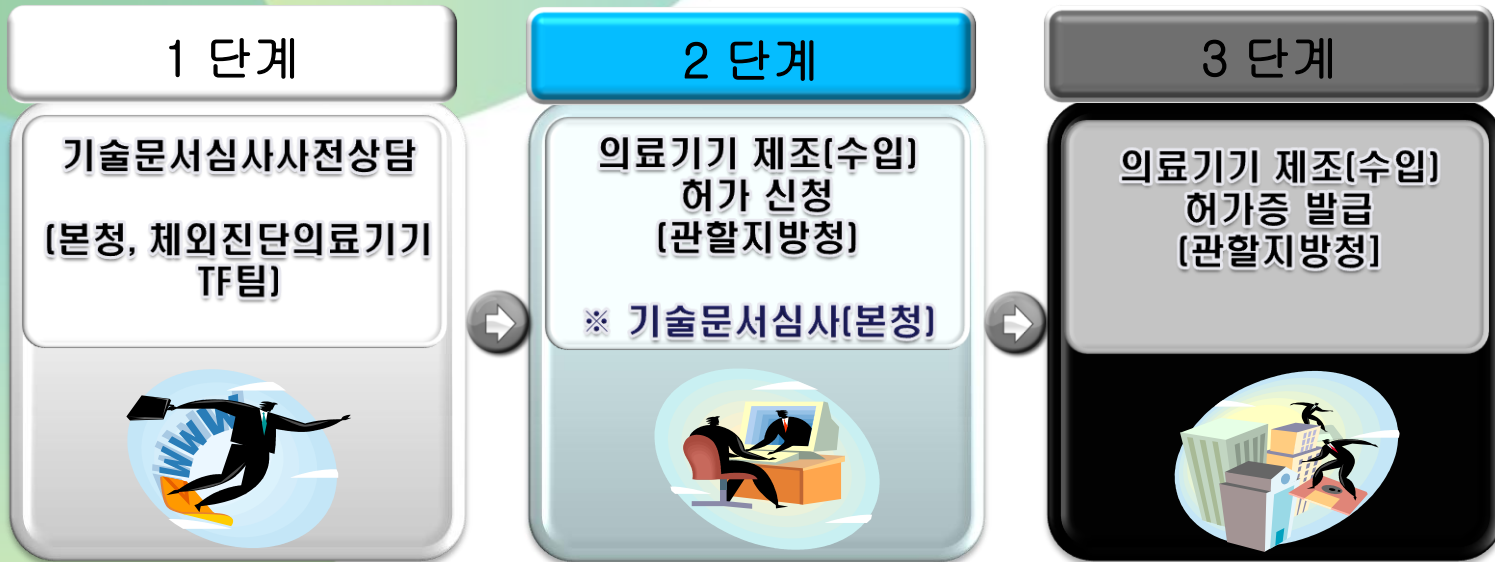 1 단계
기술문서심사사전상담
(본청, 체외진단의료기기
TF팀)
WWW
2 단계
의료기기 제조(수입)
허가 신청
(관할지방청)
※ 기술문서심사(본청)
3 단계
의료기기 제조(수입)
허가증 발급
(관할지방청]